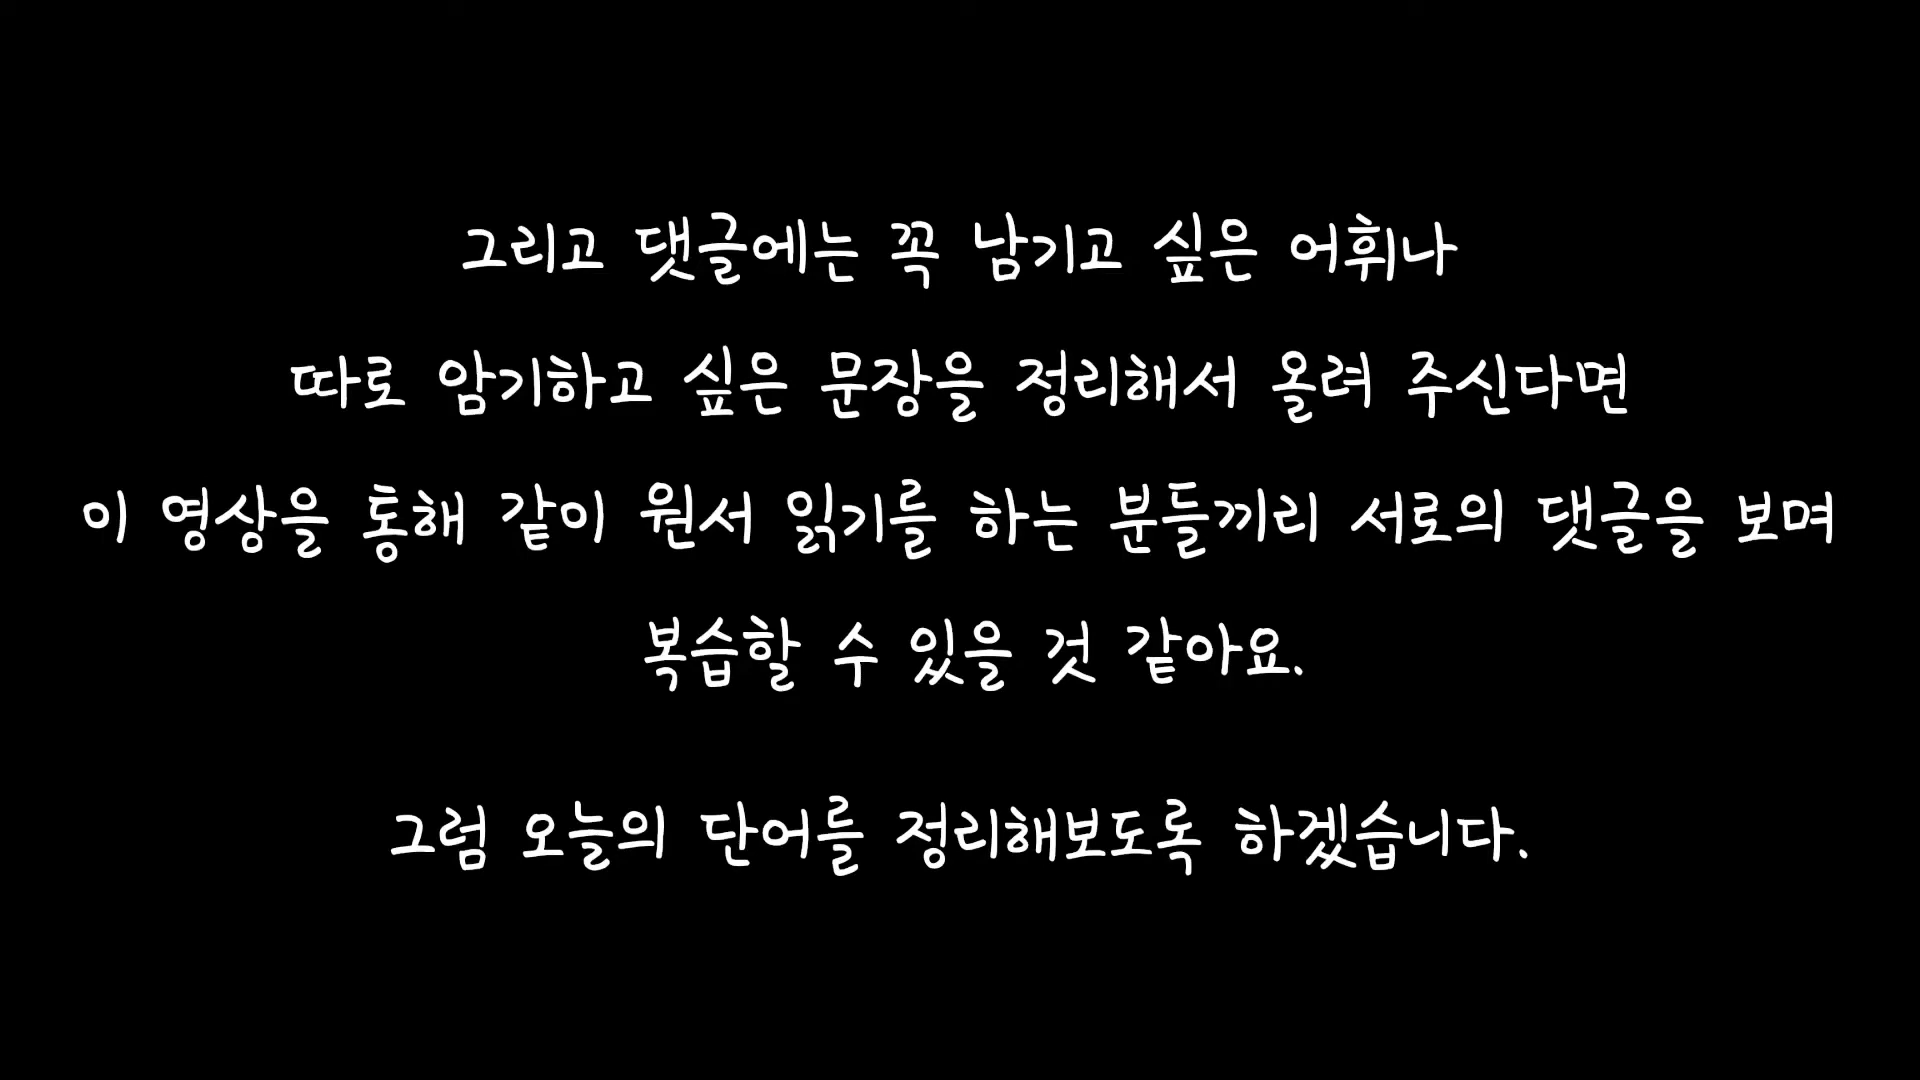 그리고 댓글에는 꼭 남기고 싶은 어휘나
따로 암기하고 싶은 문장을 정리해서 올려 주신다면
이 영상을 통해 같이 원서 읽기를 하는 분들끼리 서로의 댓글을 보며
복습할 수 있을 것 같아요.
그럼 오늘의 단어를 정리해보도록 하겠습니다.